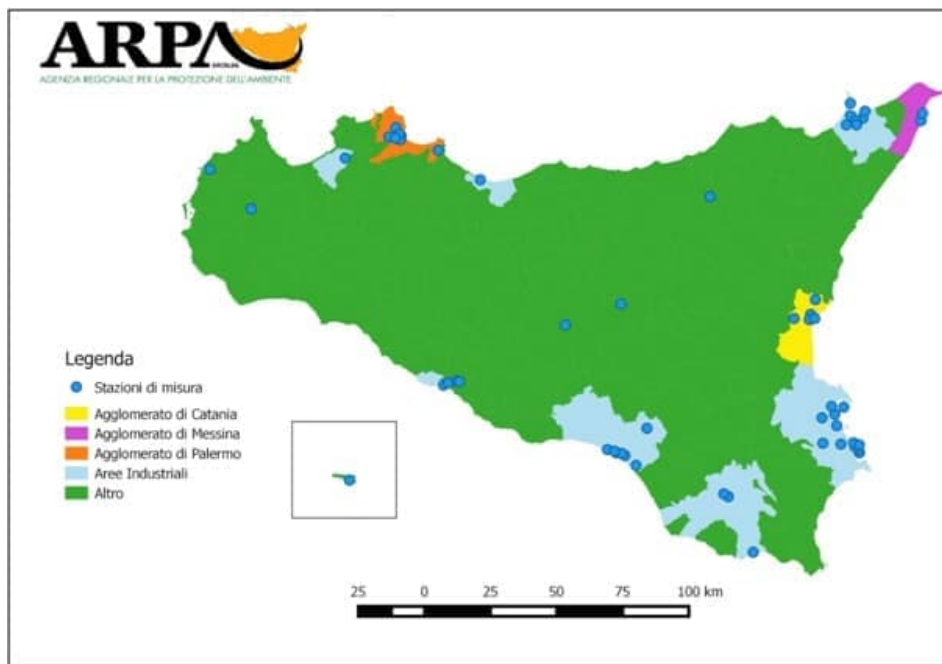 ARPA
SICILIA
AGENZIA REGIONALE PER LA PROTEZIONE DELL'AMBIENTE
Legenda
Stazioni di misura
Agglomerato di Catania
Agglomerato di Messina
Agglomerato di Palermo
Aree Industriali
Altro
25 0 25 50 75 100 km